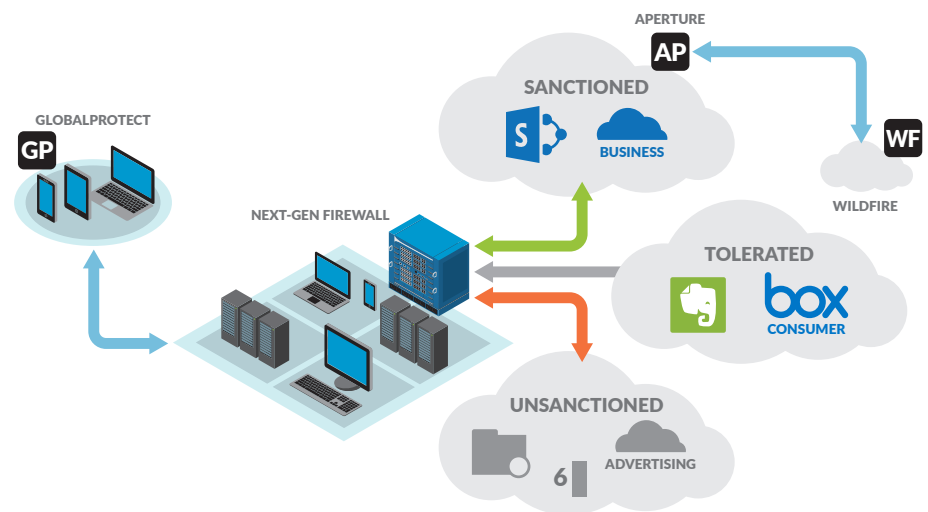 APERTURE
AP
SANCTIONED
S
BUSINESS
GLOBALPROTECT
GP
WF
WILDFIRE
NEXT-GEN FIREWALL
TOLERATED
box
CONSUMER
UNSANCTIONED
6
ADVERTISING